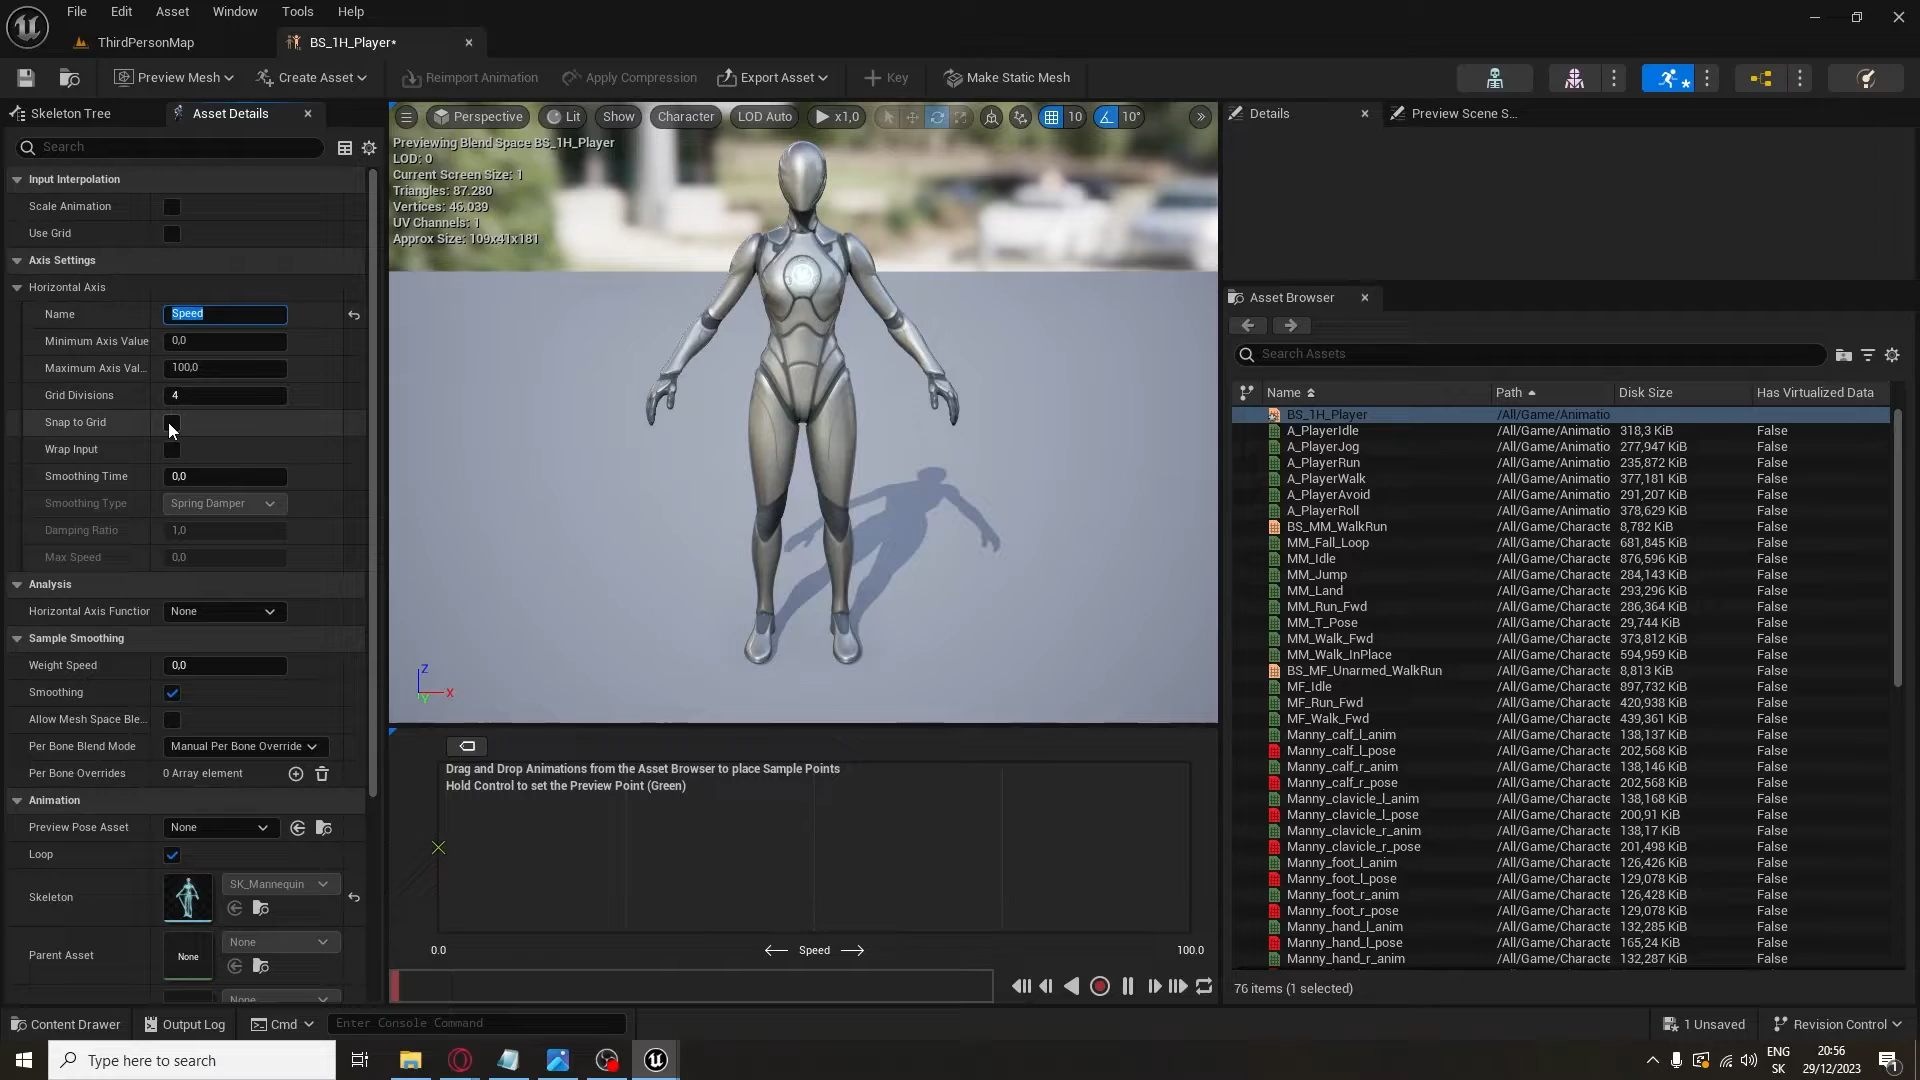 File Edit Asset Window Tools Help
ThirdPersonMap
BS_1H_Player*
Preview Mesh
Create Asset
Reimport Animation
Apply Compression
Export Asset
Key
Make Static Mesh
Skeleton Tree
Asset Details
Search
Input Interpolation
Scale Animation
Use Grid
Axis Settings
Horizontal Axis
Name Speed
Minimum Axis Value 0,0
Maximum Axis Val... 100,0
Grid Divisions 4
Snap to Grid
Wrap Input
Smoothing Time 0,0
Smoothing Type Spring Damper
Damping Ratio 1,0
Max Speed 0,0
Analysis
Horizontal Axis Function None
Sample Smoothing
Weight Speed 0,0
Smoothing
Allow Mesh Space Ble...
Per Bone Blend Mode Manual Per Bone Override
Per Bone Overrides 0 Array element
Animation
Preview Pose Asset None
Loop
Skeleton SK_Mannequin
Parent Asset None None
None
Perspective Lit Show Character LOD Auto x1,0 10 10°
Previewing Blend Space BS_1H_Player
LOD: 0
Current Screen Size: 1
Triangles: 87.280
Vertices: 46.039
UV Channels: 1
Approx Size: 109x41x181
Z
X
Y
Drag and Drop Animations from the Asset Browser to place Sample Points
Hold Control to set the Preview Point (Green)
0.0 Speed 100.0
Details
Preview Scene S...
Asset Browser
Search Assets
Name Path Disk Size Has Virtualized Data
BS_1H_Player /All/Game/Animatio
A_PlayerIdle /All/Game/Animatio 318,3 KiB False
A_PlayerJog /All/Game/Animatio 277,947 KiB False
A_PlayerRun /All/Game/Animatio 235,872 KiB False
A_PlayerWalk /All/Game/Animatio 377,181 KiB False
A_PlayerAvoid /All/Game/Animatio 291,207 KiB False
A_PlayerRoll /All/Game/Animatio 378,629 KiB False
BS_MM_WalkRun /All/Game/Characte 8,782 KiB False
MM_Fall_Loop /All/Game/Characte 681,845 KiB False
MM_Idle /All/Game/Characte 876,596 KiB False
MM_Jump /All/Game/Characte 284,143 KiB False
MM_Land /All/Game/Characte 293,296 KiB False
MM_Run_Fwd /All/Game/Characte 286,364 KiB False
MM_T_Pose /All/Game/Characte 29,744 KiB False
MM_Walk_Fwd /All/Game/Characte 373,812 KiB False
MM_Walk_InPlace /All/Game/Characte 594,959 KiB False
BS_MF_Unarmed_WalkRun /All/Game/Characte 8,813 KiB False
MF_Idle /All/Game/Characte 897,732 KiB False
MF_Run_Fwd /All/Game/Characte 420,938 KiB False
MF_Walk_Fwd /All/Game/Characte 439,361 KiB False
Manny_calf_l_anim /All/Game/Characte 138,137 KiB False
Manny_calf_l_pose /All/Game/Characte 202,568 KiB False
Manny_calf_r_anim /All/Game/Characte 138,146 KiB False
Manny_calf_r_pose /All/Game/Characte 202,568 KiB False
Manny_clavicle_l_anim /All/Game/Characte 138,168 KiB False
Manny_clavicle_l_pose /All/Game/Characte 200,91 KiB False
Manny_clavicle_r_anim /All/Game/Characte 138,17 KiB False
Manny_clavicle_r_pose /All/Game/Characte 201,498 KiB False
Manny_foot_l_anim /All/Game/Characte 126,426 KiB False
Manny_foot_l_pose /All/Game/Characte 129,078 KiB False
Manny_foot_r_anim /All/Game/Characte 126,428 KiB False
Manny_foot_r_pose /All/Game/Characte 129,078 KiB False
Manny_hand_l_anim /All/Game/Characte 132,285 KiB False
Manny_hand_l_pose /All/Game/Characte 165,24 KiB False
Manny_hand_r_anim /All/Game/Characte 132,287 KiB False
76 items (1 selected)
Content Drawer
Output Log
Cmd
Enter Console Command
1 Unsaved
Revision Control
Type here to search
ENG
SK
20:56
29/12/2023
1